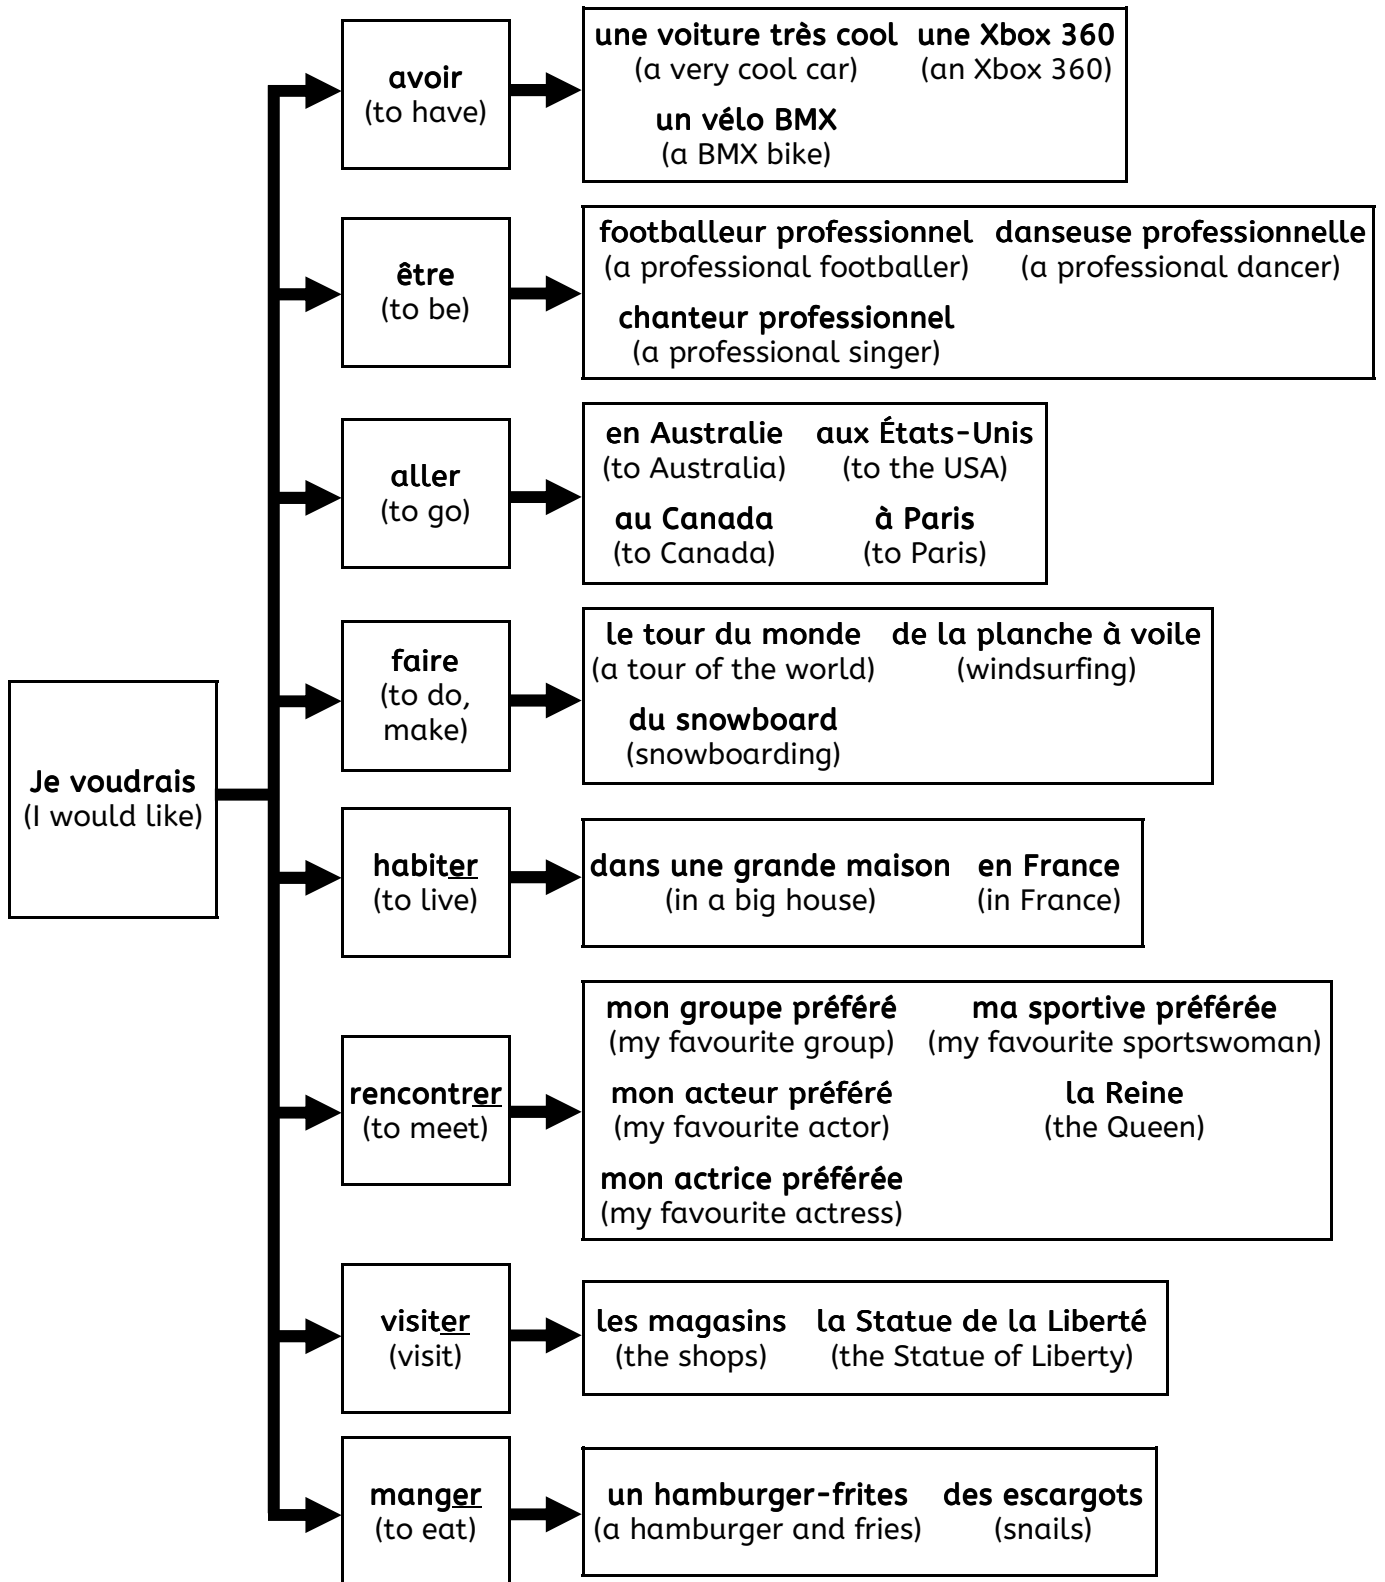 avoir
(to have)
une voiture très cool une Xbox 360
(a very cool car) (an Xbox 360)
un vélo BMX
(a BMX bike)
être
(to be)
footballeur professionnel danseuse professionnelle
(a professional footballer) (a professional dancer)
chanteur professionnel
(a professional singer)
aller
(to go)
en Australie aux États-Unis
(to Australia) (to the USA)
au Canada à Paris
(to Canada) (to Paris)
faire
(to do,
make)
le tour du monde de la planche à voile
(a tour of the world) (windsurfing)
du snowboard
(snowboarding)
Je voudrais
(I would like)
habiter
(to live)
dans une grande maison en France
(in a big house) (in France)
rencontrer
(to meet)
mon groupe préféré ma sportive préférée
(my favourite group) (my favourite sportswoman)
mon acteur préféré la Reine
(my favourite actor) (the Queen)
mon actrice préférée
(my favourite actress)
visiter
(visit)
les magasins la Statue de la Liberté
(the shops) (the Statue of Liberty)
manger
(to eat)
un hamburger-frites des escargots
(a hamburger and fries) (snails)